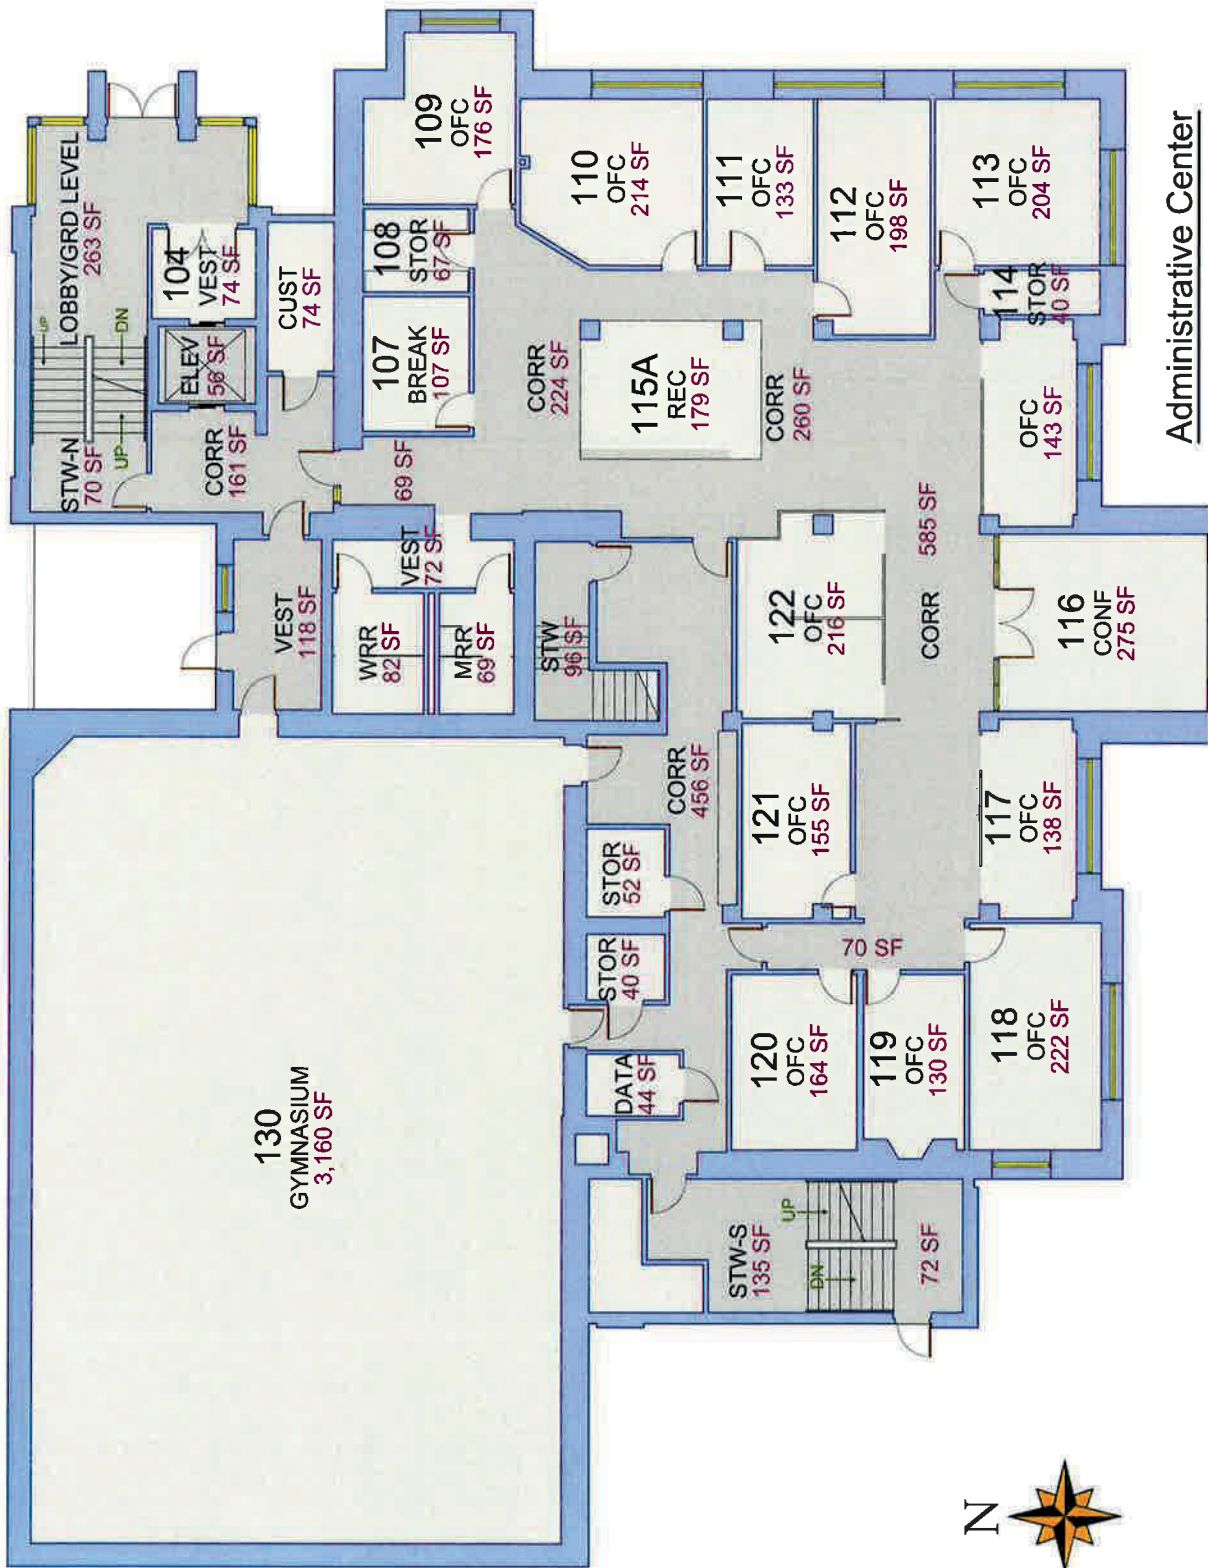 130
GYMNASIUM
3,160 SF
STW-N
70 SF
UP
UP
DN
LOBBY/GRD LEVEL
263 SF
104
VEST
74 SF
ELEV
56 SF
CUST
74 SF
CORR
161 SF
VEST
118 SF
WRR
82 SF
VEST
72 SF
MRR
69 SF
69 SF
107
BREAK
107 SF
108
STOR
67 SF
109
OFC
176 SF
110
OFC
214 SF
111
OFC
133 SF
112
OFC
198 SF
113
OFC
204 SF
114
STOR
40 SF
OFC
143 SF
CORR
224 SF
115A
REC
179 SF
CORR
260 SF
STW
96 SF
CORR
456 SF
STOR
52 SF
STOR
40 SF
DATA
44 SF
122
OFC
216 SF
121
OFC
155 SF
CORR
585 SF
116
CONF
275 SF
117
OFC
138 SF
70 SF
120
OFC
164 SF
119
OFC
130 SF
118
OFC
222 SF
STW-S
135 SF
UP
DN
72 SF
N
Administrative Center